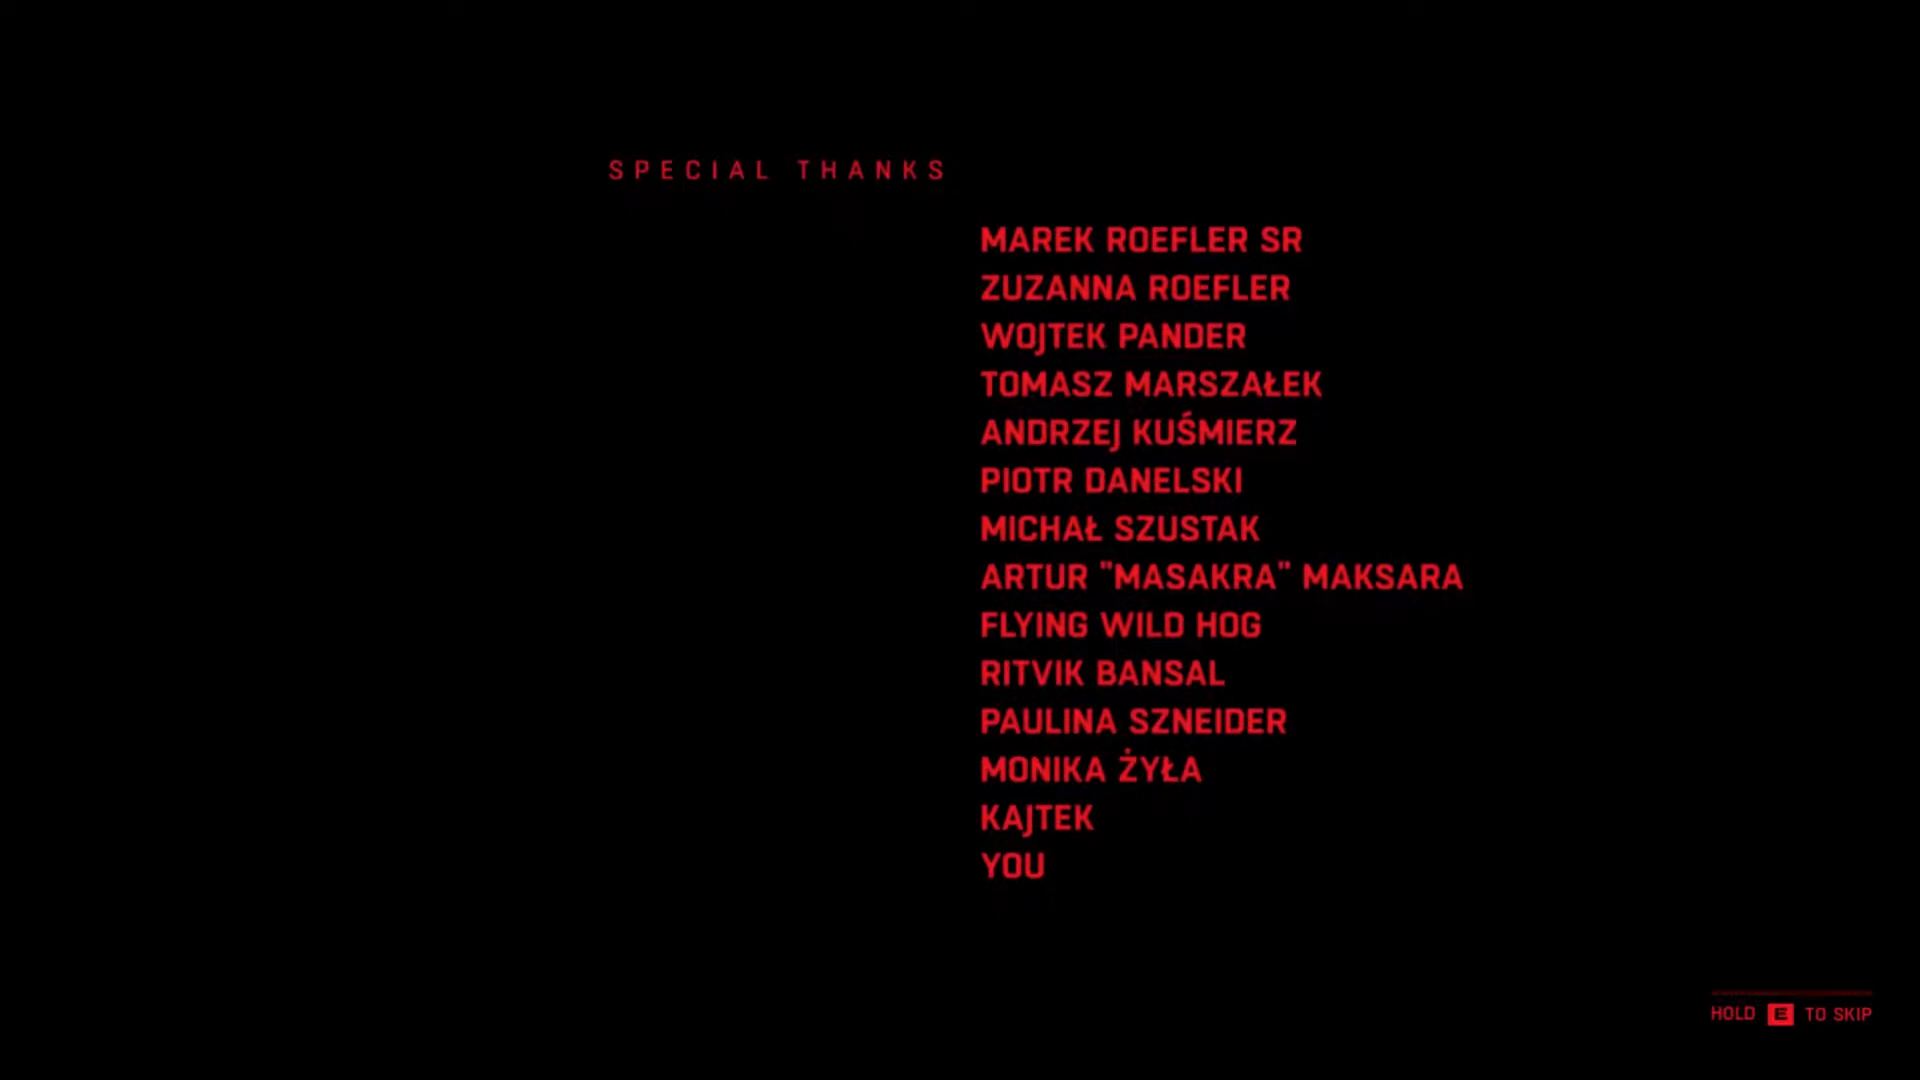 SPECIAL THANKS
MAREK ROEFLER SR
ZUZANNA ROEFLER
WOJTEK PANDER
TOMASZ MARSZAŁEK
ANDRZEJ KUŚMIERZ
PIOTR DANELSKI
MICHAŁ SZUSTAK
ARTUR "MASAKRA" MAKSARA
FLYING WILD HOG
RITVIK BANSAL
PAULINA SZNEIDER
MONIKA ŻYŁA
KAJTEK
YOU
HOLD E TO SKIP